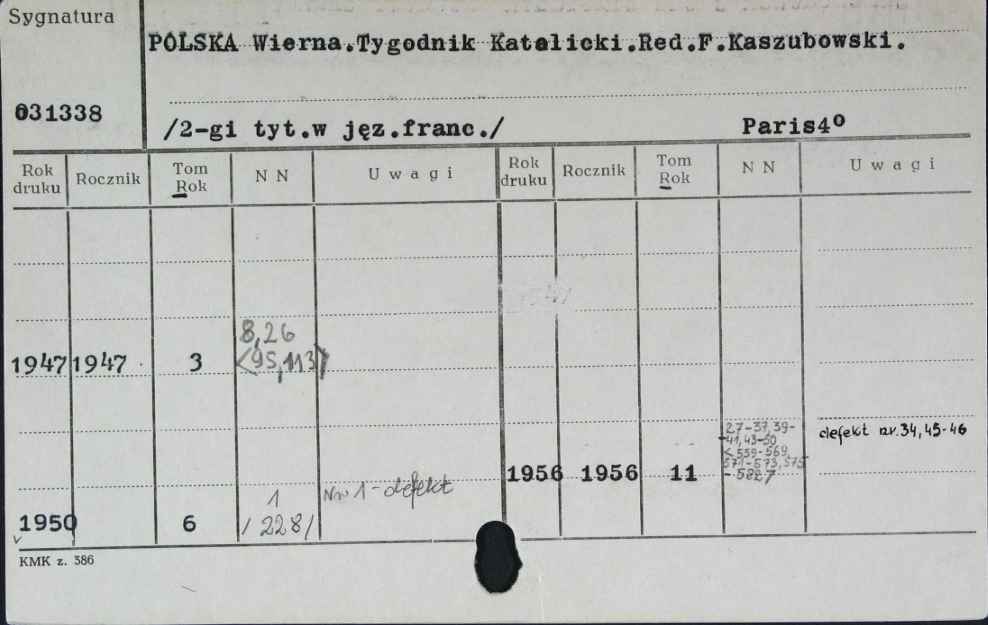 Sygnatura
POLSKA Wierna.Tygodnik Katolicki.Red.F.Kaszubowski.
031338
/2-gi tyt.w jęz.franc./ Paris4º
Rok druku Rocznik Tom Rok N N U w a g i Rok druku Rocznik Tom Rok N N U w a g i
8,26
1947 1947 3 <95,113>
27-37,39-
41,43-50
<559-569,
571-573,575
-582>
defekt nr.34,45-46
1956 1956 11
1 Nr 1-defekt
1950 6 /228/
KMK z. 386